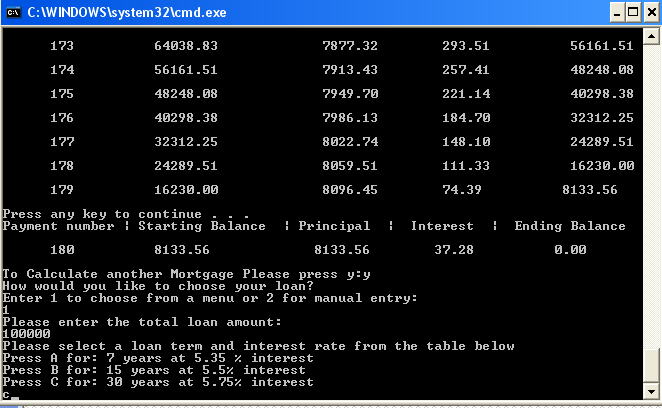 C:\WINDOWS\system32\cmd.exe
173 64038.83 7877.32 293.51 56161.51
174 56161.51 7913.43 257.41 48248.08
175 48248.08 7949.70 221.14 40298.38
176 40298.38 7986.13 184.70 32312.25
177 32312.25 8022.74 148.10 24289.51
178 24289.51 8059.51 111.33 16230.00
179 16230.00 8096.45 74.39 8133.56
Press any key to continue . . .
Payment number ¦ Starting Balance ¦ Principal ¦ Interest ¦ Ending Balance
180 8133.56 8133.56 37.28 0.00
To Calculate another Mortgage Please press y:y
How would you like to choose your loan?
Enter 1 to choose from a menu or 2 for manual entry:
1
Please enter the total loan amount:
100000
Please select a loan term and interest rate from the table below
Press A for: 7 years at 5.35 % interest
Press B for: 15 years at 5.5% interest
Press C for: 30 years at 5.75% interest
c_